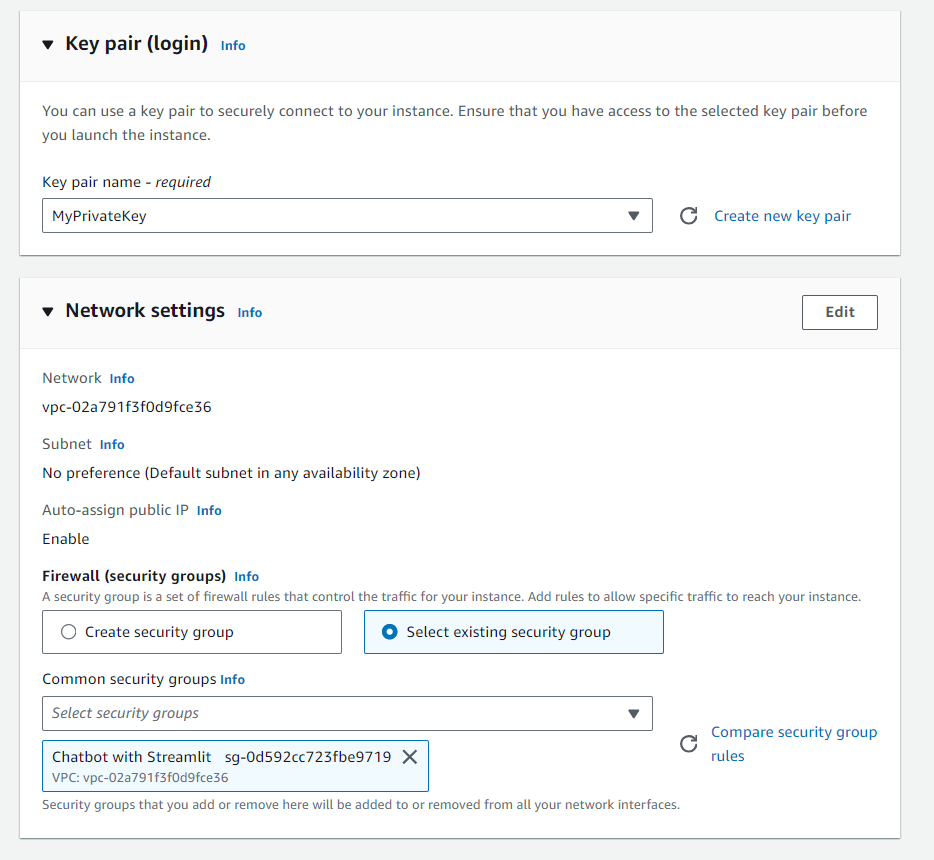 Key pair (login) Info
You can use a key pair to securely connect to your instance. Ensure that you have access to the selected key pair before
you launch the instance.
Key pair name - required
MyPrivateKey
Create new key pair
Network settings Info
Edit
Network Info
vpc-02a791f3f0d9fce36
Subnet Info
No preference (Default subnet in any availability zone)
Auto-assign public IP Info
Enable
Firewall (security groups) Info
A security group is a set of firewall rules that control the traffic for your instance. Add rules to allow specific traffic to reach your instance.
Create security group
Select existing security group
Common security groups Info
Select security groups
Compare security group
rules
Chatbot with Streamlit sg-0d592cc723fbe9719
VPC: vpc-02a791f3f0d9fce36
Security groups that you add or remove here will be added to or removed from all your network interfaces.